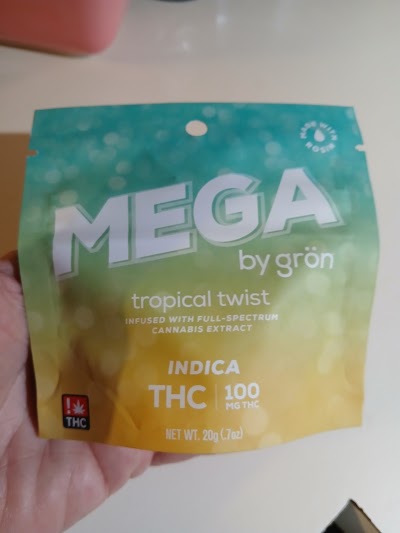 MADE WITH
ROSIN
MEGA
by grön
tropical twist
INFUSED WITH FULL-SPECTRUM
CANNABIS EXTRACT
INDICA
THC | 100
MG THC
!
THC
NET WT. 20g (.7oz)